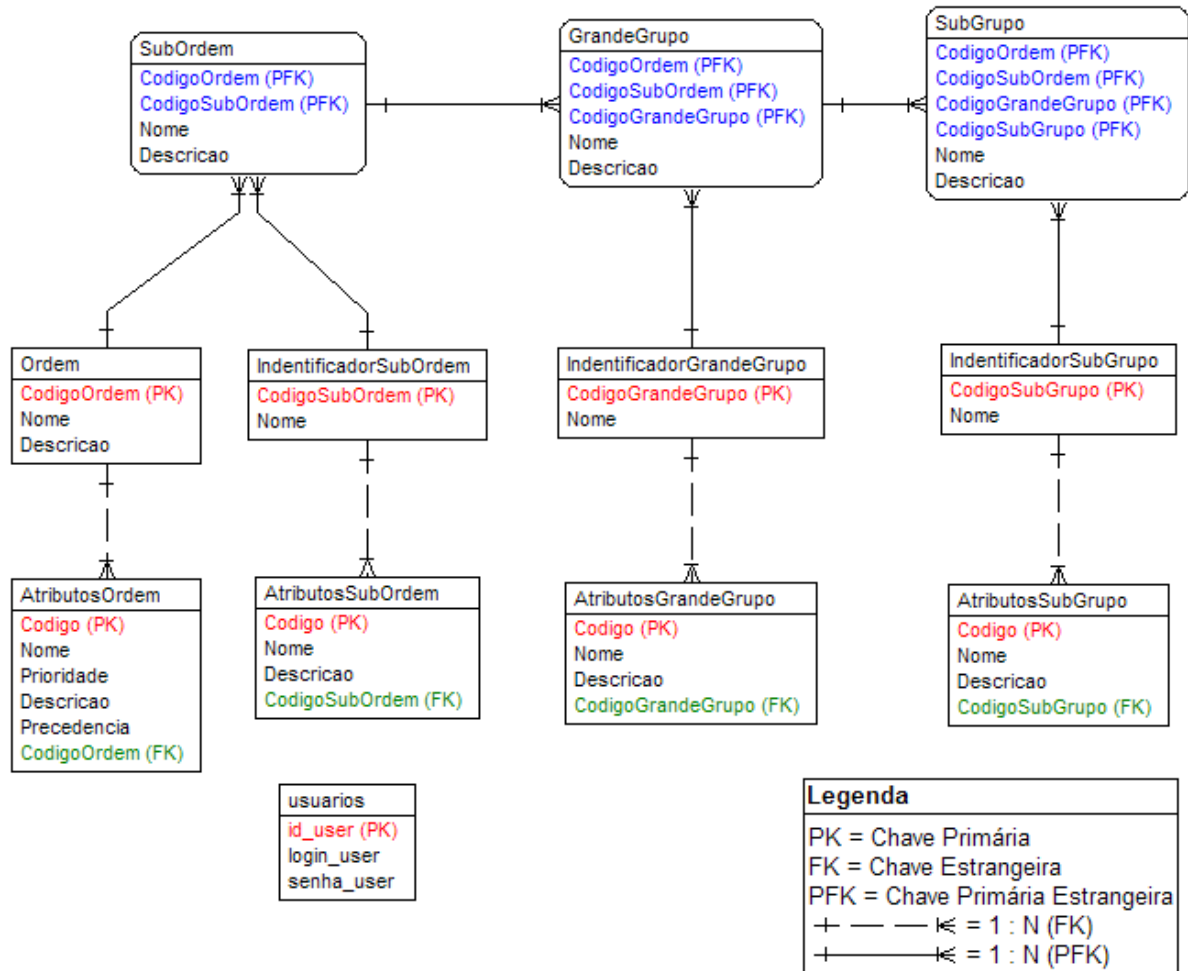 SubOrdem
CodigoOrdem (PFK)
CodigoSubOrdem (PFK)
Nome
Descricao
GrandeGrupo
CodigoOrdem (PFK)
CodigoSubOrdem (PFK)
CodigoGrandeGrupo (PFK)
Nome
Descricao
SubGrupo
CodigoOrdem (PFK)
CodigoSubOrdem (PFK)
CodigoGrandeGrupo (PFK)
CodigoSubGrupo (PFK)
Nome
Descricao
Ordem
CodigoOrdem (PK)
Nome
Descricao
IndentificadorSubOrdem
CodigoSubOrdem (PK)
Nome
IndentificadorGrandeGrupo
CodigoGrandeGrupo (PK)
Nome
IndentificadorSubGrupo
CodigoSubGrupo (PK)
Nome
AtributosOrdem
Codigo (PK)
Nome
Prioridade
Descricao
Precedencia
CodigoOrdem (FK)
AtributosSubOrdem
Codigo (PK)
Nome
Descricao
CodigoSubOrdem (FK)
AtributosGrandeGrupo
Codigo (PK)
Nome
Descricao
CodigoGrandeGrupo (FK)
AtributosSubGrupo
Codigo (PK)
Nome
Descricao
CodigoSubGrupo (FK)
usuarios
id_user (PK)
login_user
senha_user
Legenda
PK = Chave Primária
FK = Chave Estrangeira
PFK = Chave Primária Estrangeira
= 1 : N (FK)
= 1 : N (PFK)